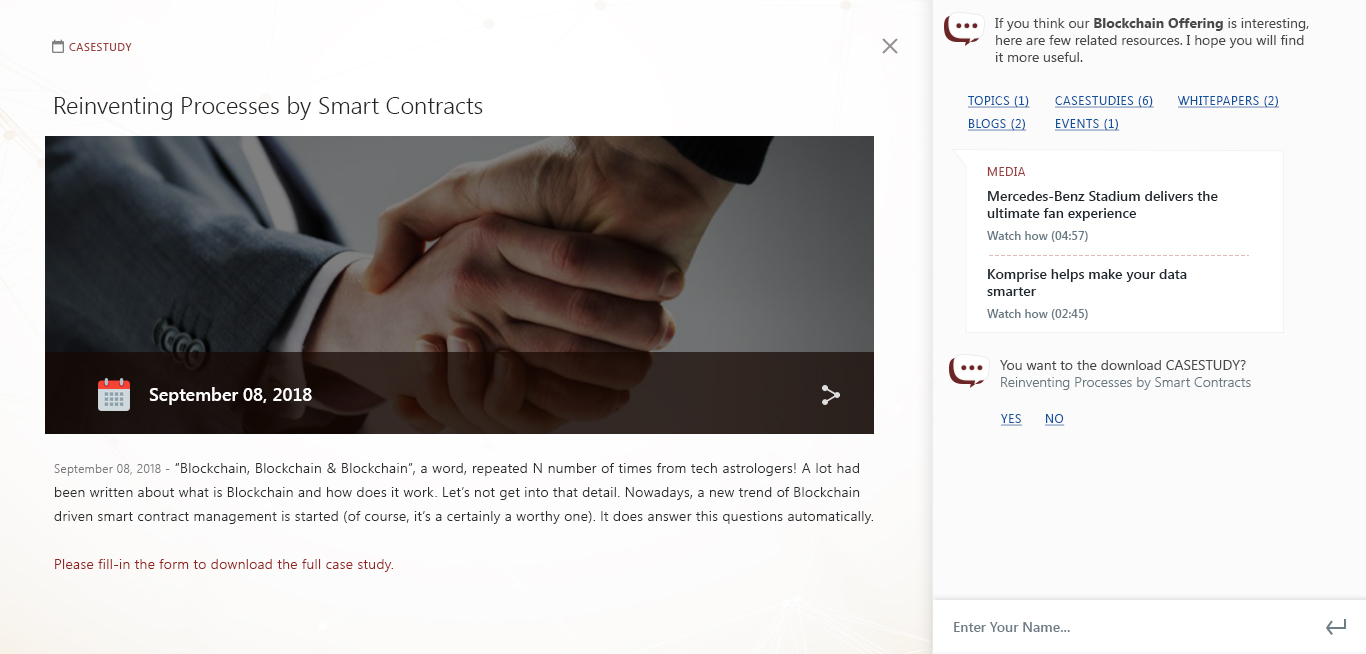 CASESTUDY
Reinventing Processes by Smart Contracts
September 08, 2018
September 08, 2018 - “Blockchain, Blockchain & Blockchain”, a word, repeated N number of times from tech astrologers! A lot had
been written about what is Blockchain and how does it work. Let’s not get into that detail. Nowadays, a new trend of Blockchain
driven smart contract management is started (of course, it’s a certainly a worthy one). It does answer this questions automatically.
Please fill-in the form to download the full case study.
If you think our Blockchain Offering is interesting,
here are few related resources. I hope you will find
it more useful.
TOPICS (1) CASESTUDIES (6) WHITEPAPERS (2)
BLOGS (2) EVENTS (1)
MEDIA
Mercedes-Benz Stadium delivers the
ultimate fan experience
Watch how (04:57)
Komprise helps make your data
smarter
Watch how (02:45)
You want to the download CASESTUDY?
Reinventing Processes by Smart Contracts
YES NO
Enter Your Name...